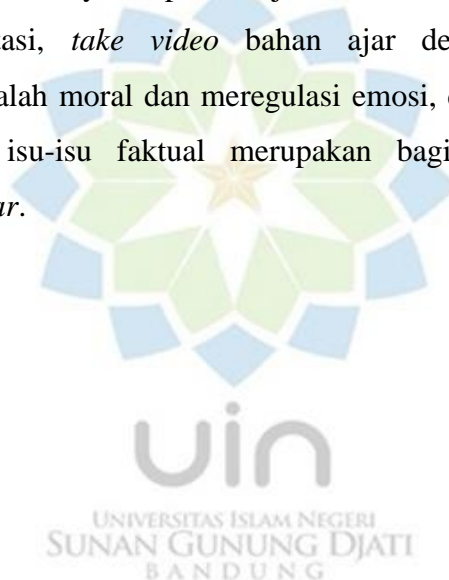 tasi, take video bahan ajar de
alah moral dan meregulasi emosi,
isu-isu faktual merupakan bagi
ar.
uin
UNIVERSITAS ISLAM NEGERI
SUNAN GUNUNG DJATI
BANDUNG